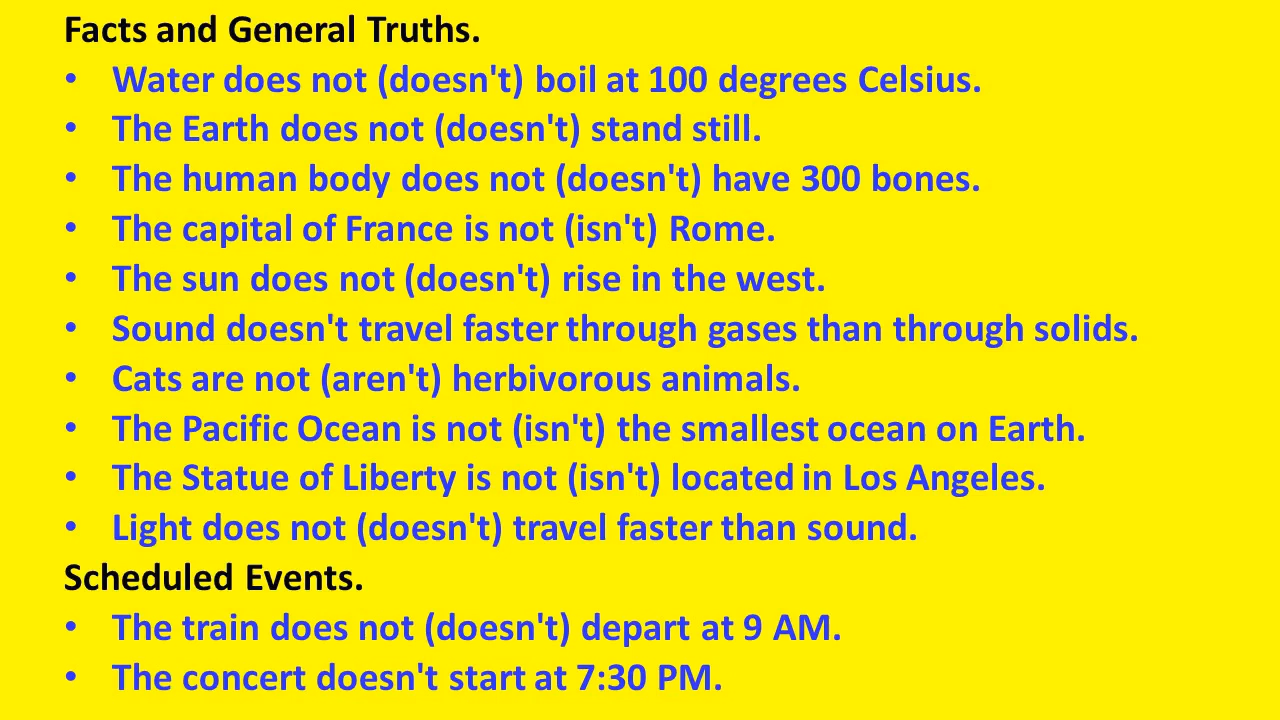 Facts and General Truths.
• Water does not (doesn't) boil at 100 degrees Celsius.
• The Earth does not (doesn't) stand still.
• The human body does not (doesn't) have 300 bones.
• The capital of France is not (isn't) Rome.
• The sun does not (doesn't) rise in the west.
• Sound doesn't travel faster through gases than through solids.
• Cats are not (aren't) herbivorous animals.
• The Pacific Ocean is not (isn't) the smallest ocean on Earth.
• The Statue of Liberty is not (isn't) located in Los Angeles.
• Light does not (doesn't) travel faster than sound.
Scheduled Events.
• The train does not (doesn't) depart at 9 AM.
• The concert doesn't start at 7:30 PM.